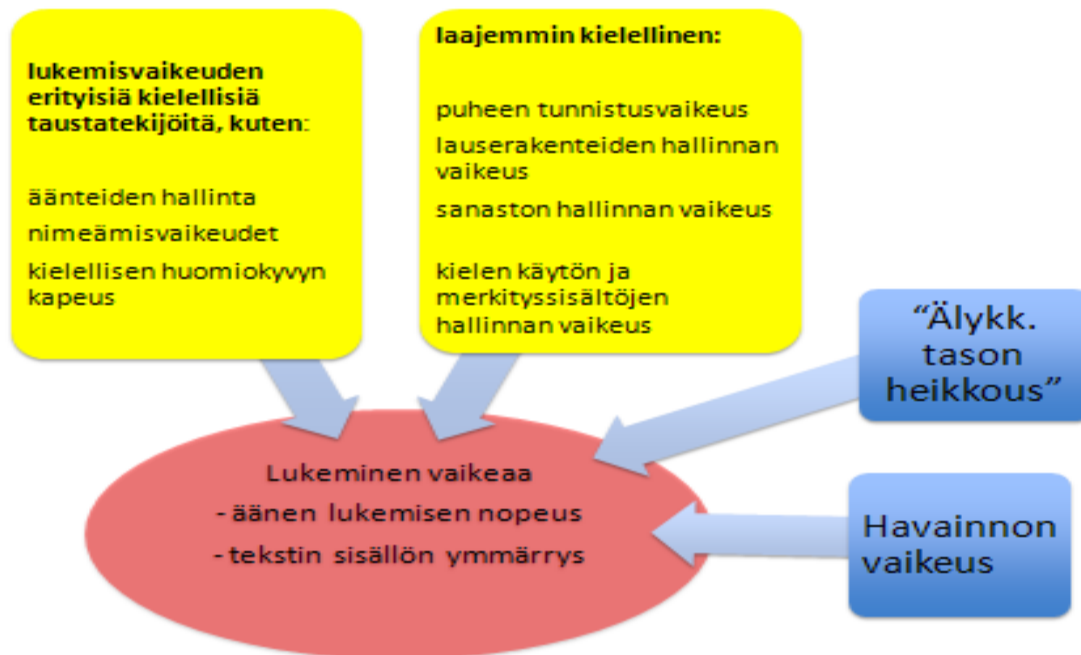 lukemisvaikeuden
erityisiä kielellisiä
taustatekijöitä, kuten:
äänteiden hallinta
nimeämisvaikeudet
kielellisen huomiokyvyn
kapeus
laajemmin kielellinen:
puheen tunnistusvaikeus
lauserakenteiden hallinnan
vaikeus
sanaston hallinnan vaikeus
kielen käytön ja
merkityssisältöjen
hallinnan vaikeus
“Älykk.
tason
heikkous”
Lukeminen vaikeaa
- äänen lukemisen nopeus
- tekstin sisällön ymmärrys
Havainnon
vaikeus